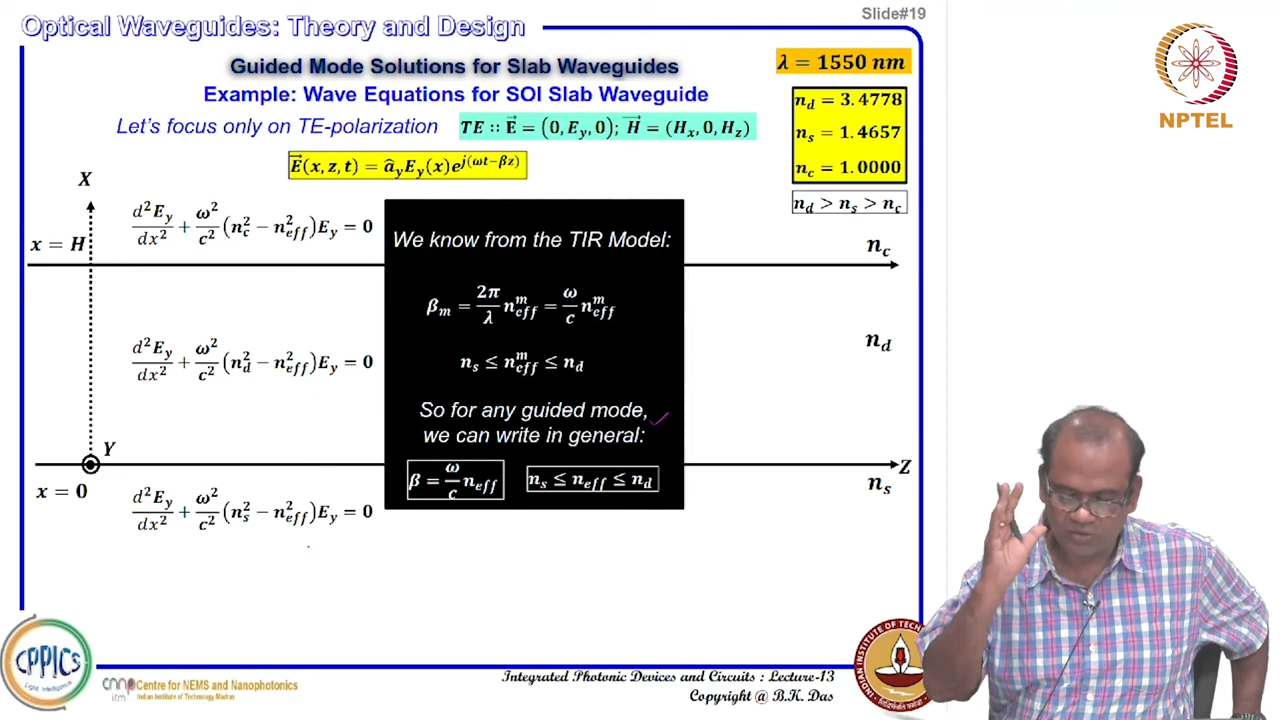 Slide#19
Optical Waveguides: Theory and Design
NPTEL
Guided Mode Solutions for Slab Waveguides
λ = 1550 nm
Example: Wave Equations for SOI Slab Waveguide
n_d = 3.4778
n_s = 1.4657
n_c = 1.0000
Let's focus only on TE-polarization
TE :: E⃗ = (0, E_y, 0); H⃗ = (H_x, 0, H_z)
E⃗(x, z, t) = â_y E_y(x)e^{j(ωt−βz)}
n_d > n_s > n_c
X
d²E_y/dx² + ω²/c² (n_c² − n_eff²)E_y = 0
x = H
n_c
We know from the TIR Model:
β_m = 2π/λ n_eff^m = ω/c n_eff^m
n_s ≤ n_eff^m ≤ n_d
So for any guided mode,
we can write in general:
β = ω/c n_eff
n_s ≤ n_eff ≤ n_d
d²E_y/dx² + ω²/c² (n_d² − n_eff²)E_y = 0
n_d
Y
Z
x = 0
n_s
d²E_y/dx² + ω²/c² (n_s² − n_eff²)E_y = 0
CPPICs
Light Intelligence
Centre for NEMS and Nanophotonics
Indian Institute of Technology Madras
Integrated Photonic Devices and Circuits : Lecture-13
Copyright @ B.K. Das